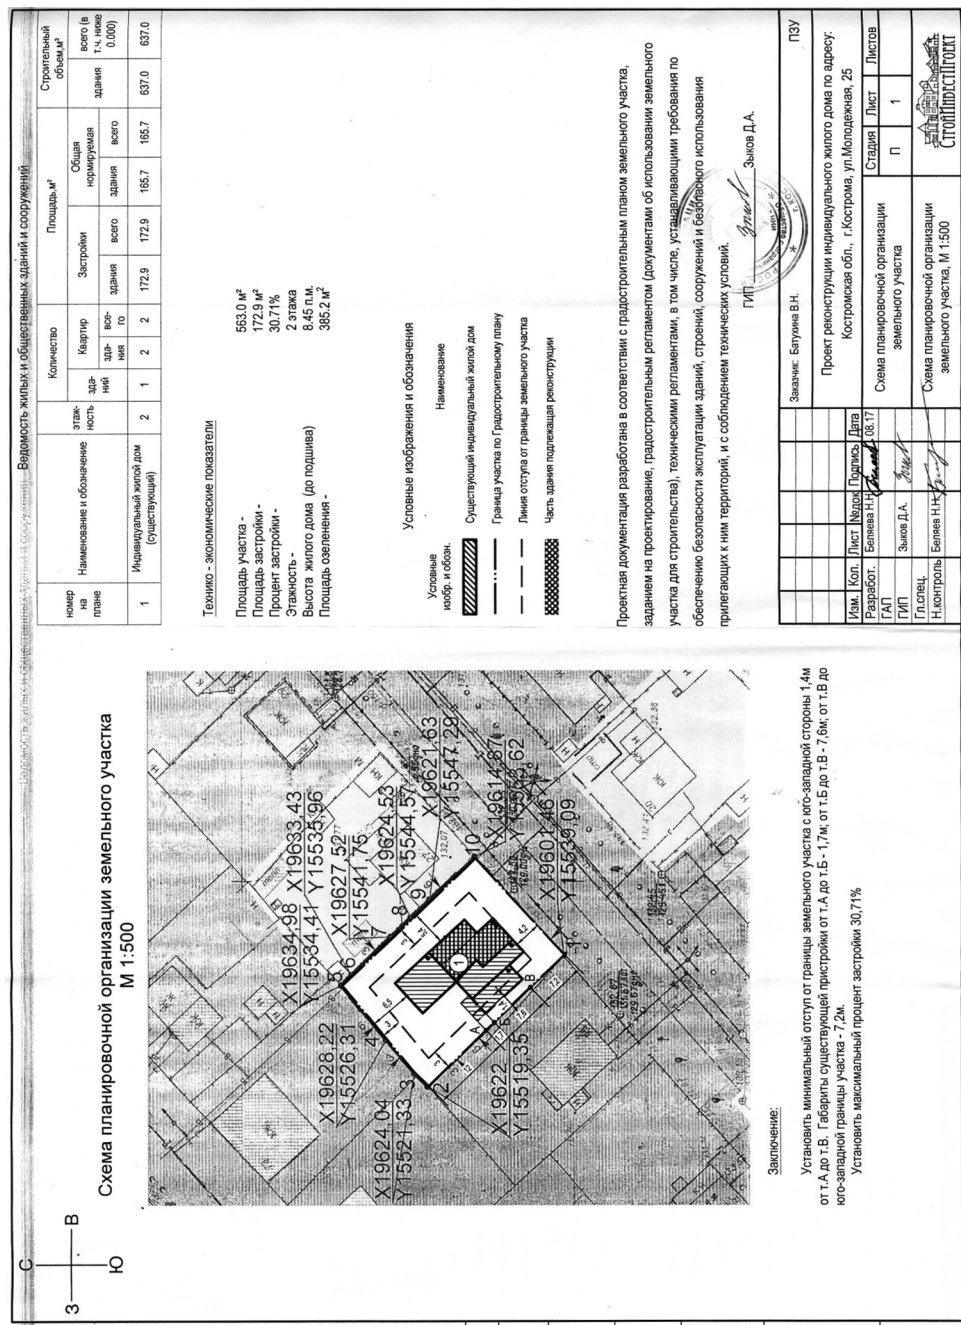 С
З В
Ю
Схема планировочной организации земельного участка
М 1:500
X19634,98 X19633,43
Y15534,41 Y15535,96
X19627,52
Y15541,75
X19624,53
Y15544,57
X19621,63
Y15547,29
X19614,87
X19601,46
Y15539,09
X19628,22
Y15526,31
X19624,04
Y15521,33
X19622
Y15519,35
1
2
3
4
5
6
7
8
9
10
А
Б
В
Заключение:
Установить минимальный отступ от границы земельного участка с юго-западной стороны 1,4м
от т.А до т.В. Габариты существующей пристройки от т.А до т.Б - 1,7м; от т.Б до т.В - 7,6м; от т.В до
юго-западной границы участка - 7,2м.
Установить максимальный процент застройки 30,71%
Ведомость жилых и общественных зданий и сооружений
номер на плане
Наименование и обозначение
этаж-ность
Количество
зда-ний
Квартир
зда-ния
все-го
Площадь,м²
Застройки
здания
всего
Общая нормируемая
здания
всего
Строительный объем,м³
здания
всего (в т.ч. ниже 0.000)
1 Индивидуальный жилой дом (существующий) 2 1 2 2 172.9 172.9 165.7 165.7 637.0 637.0
Технико - экономические показатели
Площадь участка - 563.0 м²
Площадь застройки - 172.9 м²
Процент застройки - 30.71%
Этажность - 2 этажа
Высота жилого дома (до подшива) 8.45 п.м.
Площадь озеленения - 385.2 м²
Условные изображения и обозначения
Условные изобр. и обозн.
Наименование
Существующий индивидуальный жилой дом
Граница участка по Градостроительному плану
Линия отступа от границы земельного участка
Часть здания подлежащая реконструкции
Проектная документация разработана в соответствии с градостроительным планом земельного участка,
заданием на проектирование, градостроительным регламентом (документами об использовании земельного
участка для строительства), техническими регламентами, в том числе, устанавливающими требования по
обеспечению безопасности эксплуатации зданий, строений, сооружений и безопасного использования
прилегающих к ним территорий, и с соблюдением технических условий.
ГИП Зыков Д.А.
Заказчик: Батухина В.Н.
ПЗУ
Проект реконструкции индивидуального жилого дома по адресу:
Костромская обл., г.Кострома, ул.Молодежная, 25
Изм. Кол. Лист №док Подпись Дата
Разработ. Беляева Н.Н 08.17
ГАП
ГИП Зыков Д.А.
Гл.спец.
Н.контроль Беляев Н.Н
Схема планировочной организации
земельного участка
Стадия Лист Листов
П 1
Схема планировочной организации
земельного участка, М 1:500
СтройИнвестПроект